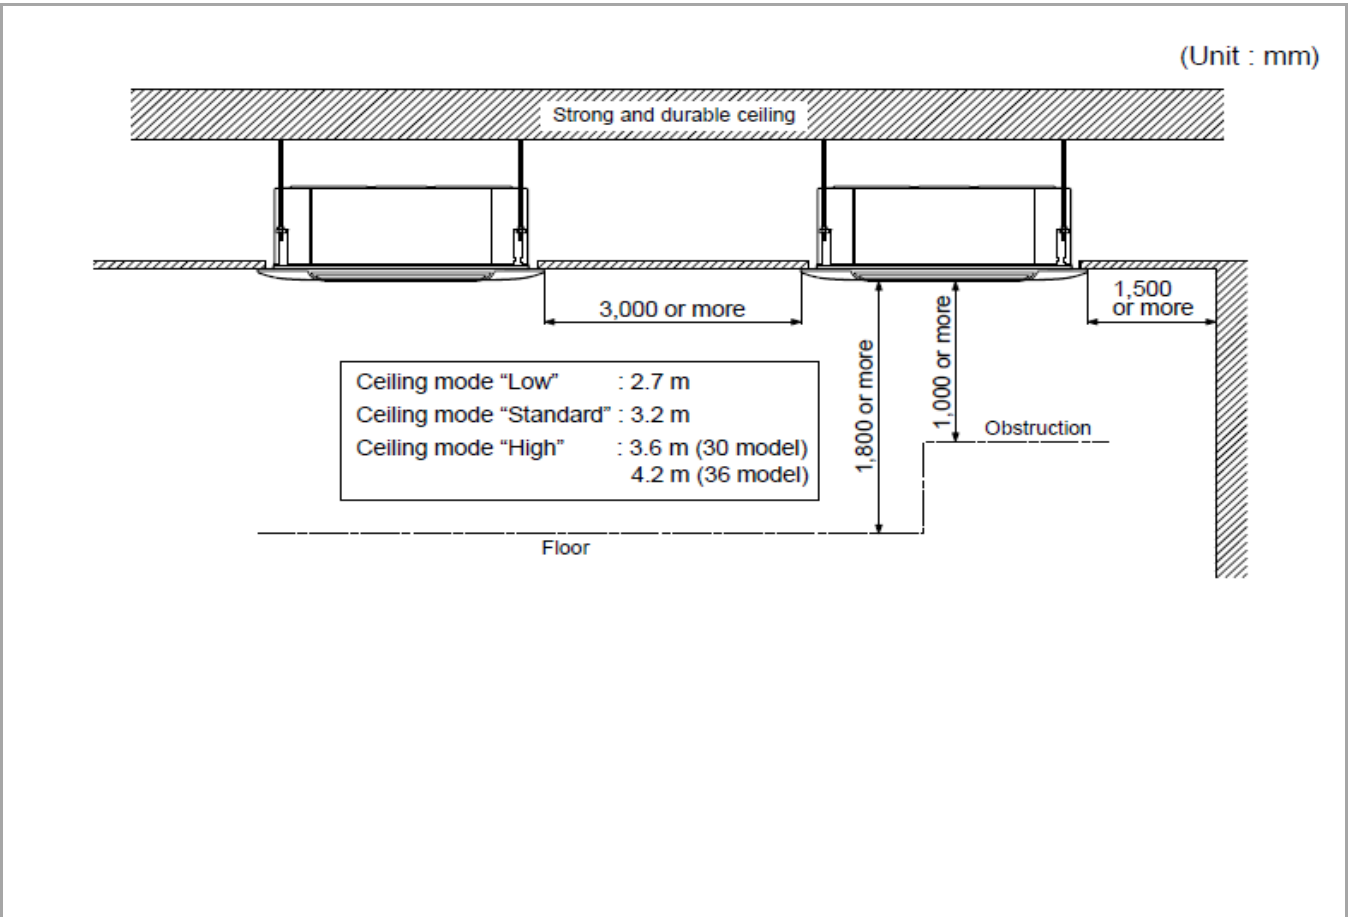 (Unit : mm)
Strong and durable ceiling
3,000 or more
1,500
or more
1,800 or more
1,000 or more
Ceiling mode “Low” : 2.7 m
Ceiling mode “Standard” : 3.2 m
Ceiling mode “High” : 3.6 m (30 model)
4.2 m (36 model)
Obstruction
Floor